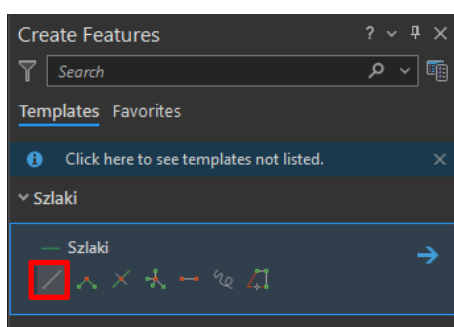 Create Features
?
Search
Templates Favorites
Click here to see templates not listed.
Szlaki
Szlaki